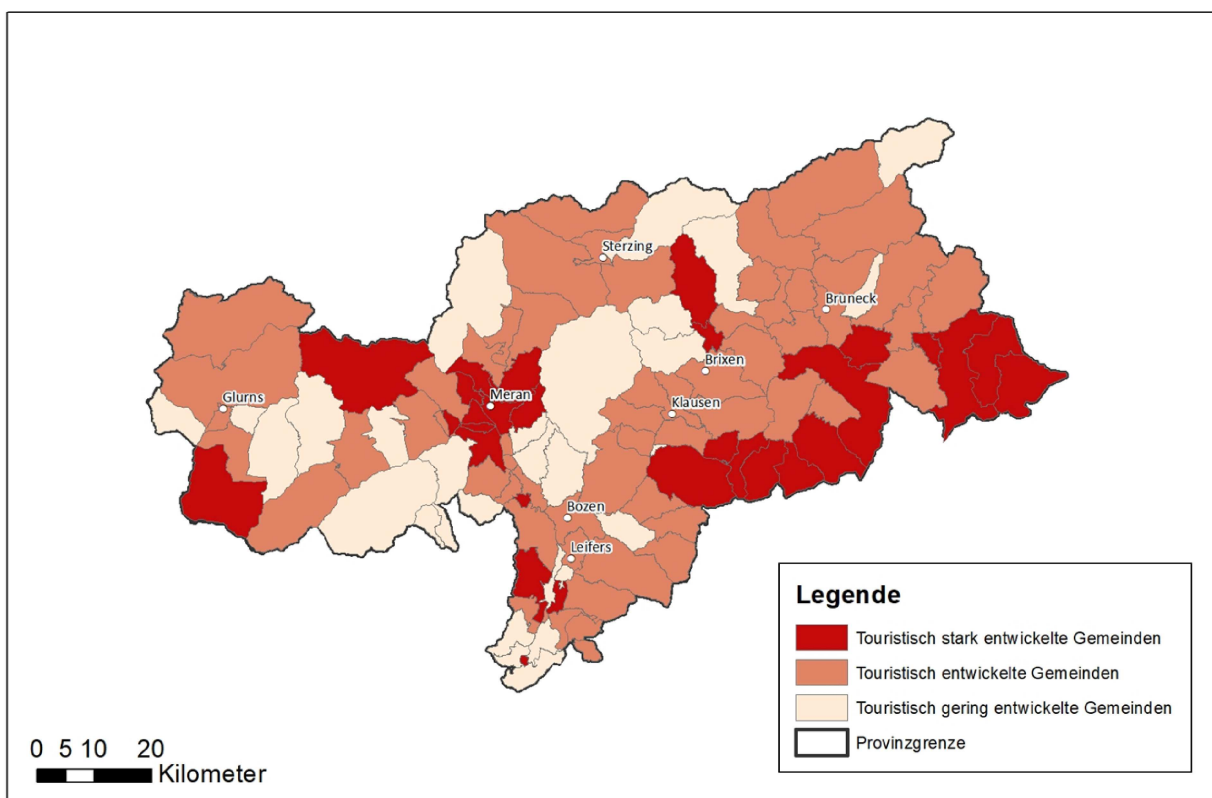 Sterzing
Bruneck
Brixen
Glurns
Meran
Klausen
Bozen
Leifers
Legende
Touristisch stark entwickelte Gemeinden
Touristisch entwickelte Gemeinden
Touristisch gering entwickelte Gemeinden
Provinzgrenze
0 5 10 20
Kilometer